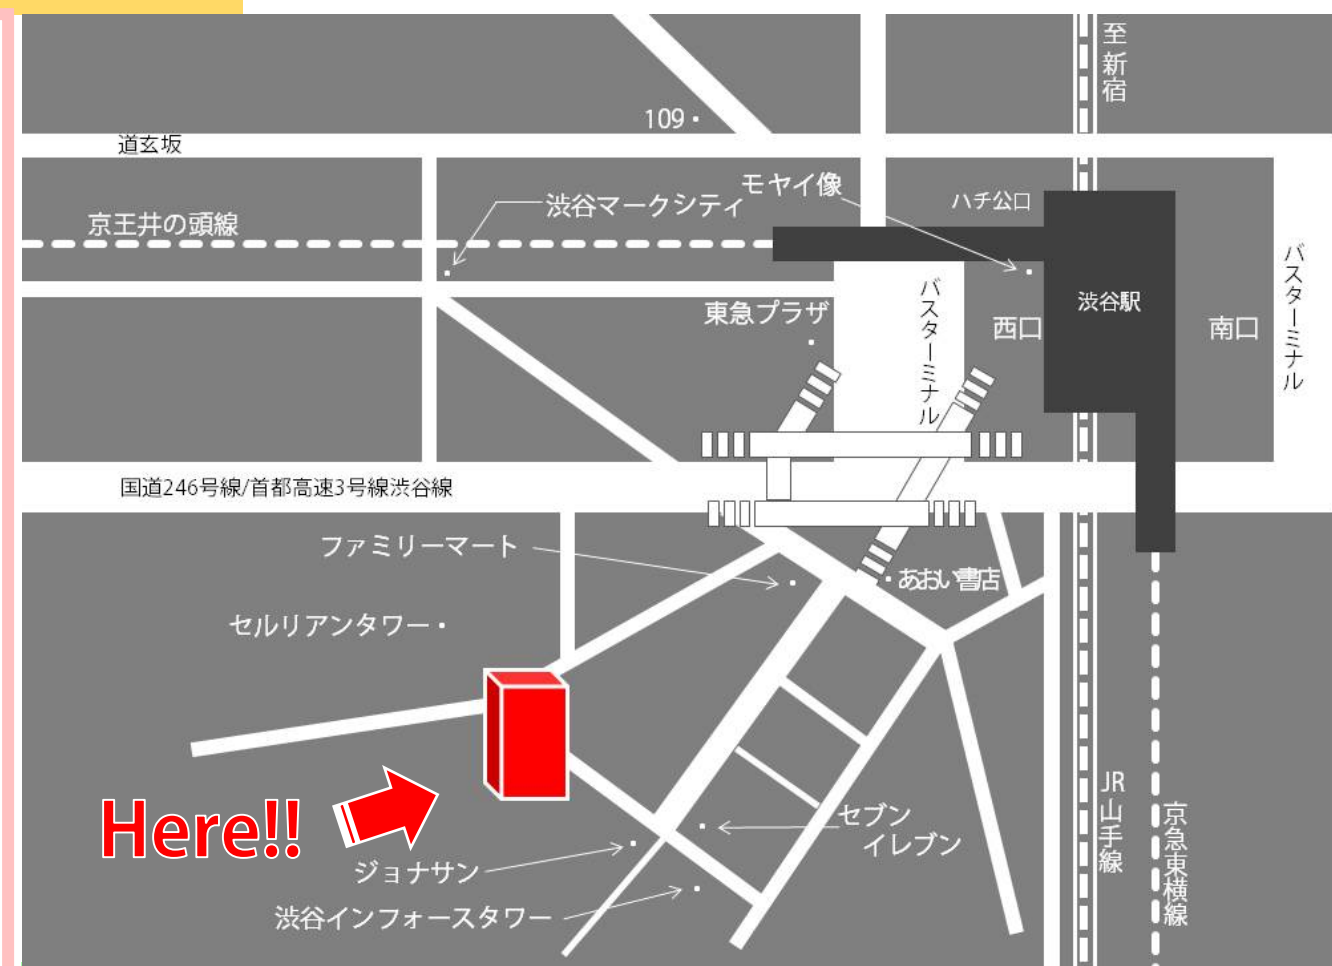 至新宿
109
道玄坂
モヤイ像
渋谷マークシティ
ハチ公口
京王井の頭線
バスターミナル
バスターミナル
渋谷駅
東急プラザ
西口
南口
国道246号線/首都高速3号線渋谷線
ファミリーマート
あおい書店
セルリアンタワー
Here!!
セブン
イレブン
JR山手線
京急東横線
ジョナサン
渋谷インフォースタワー